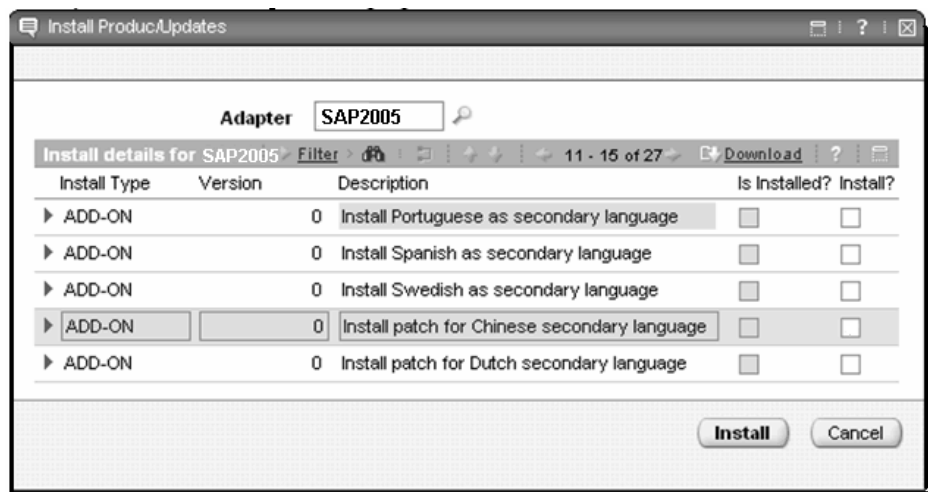 Install Produc/Updates ?
Adapter SAP2005
Install details for SAP2005 Filter 11 - 15 of 27 Download ?
Install Type Version Description Is Installed? Install?
ADD-ON 0 Install Portuguese as secondary language
ADD-ON 0 Install Spanish as secondary language
ADD-ON 0 Install Swedish as secondary language
ADD-ON 0 Install patch for Chinese secondary language
ADD-ON 0 Install patch for Dutch secondary language
Install Cancel